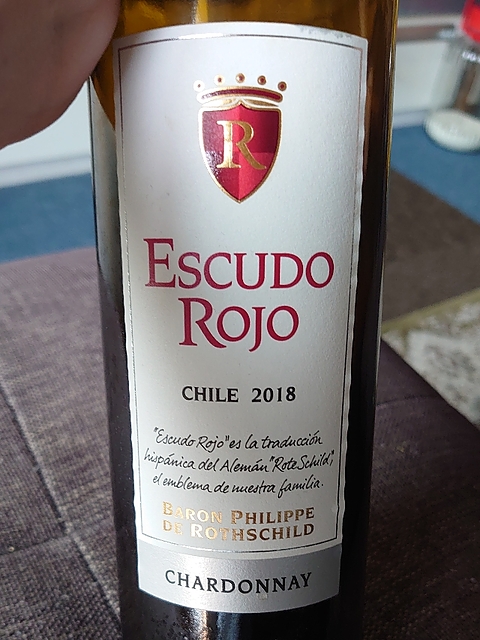 R
ESCUDO
ROJO
CHILE 2018
"Escudo Rojo" es la traducción
hispánica del Alemán "Rote Schild",
el emblema de nuestra familia.
BARON PHILIPPE
DE ROTHSCHILD
CHARDONNAY